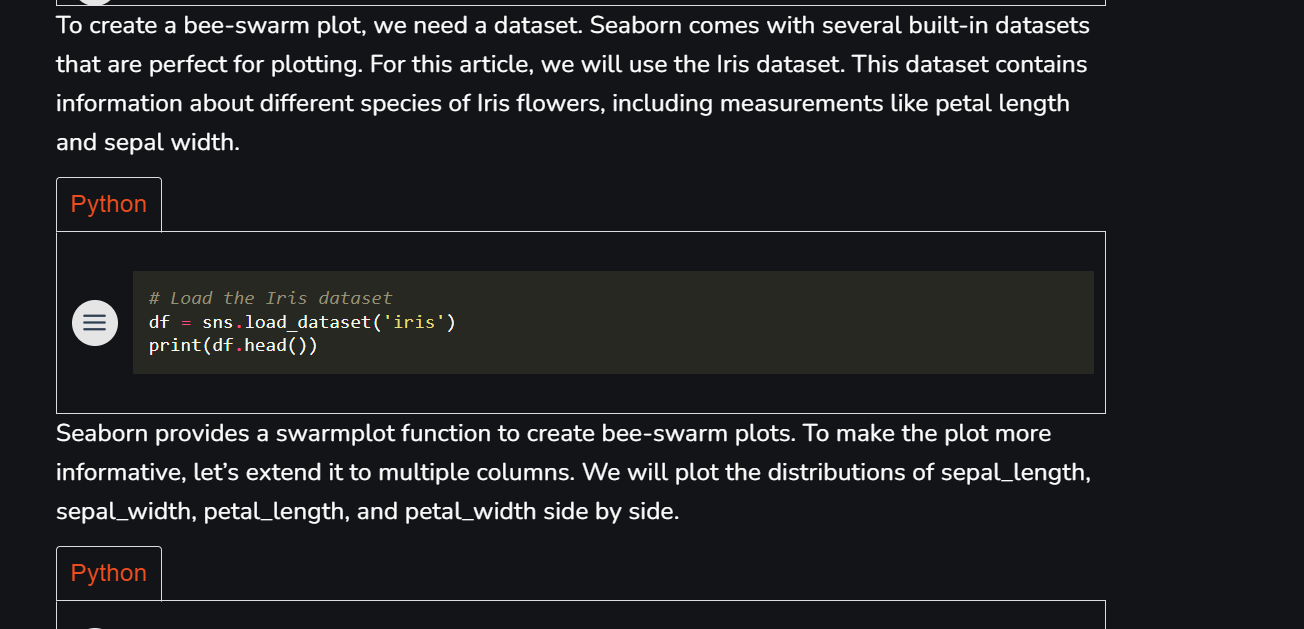 To create a bee-swarm plot, we need a dataset. Seaborn comes with several built-in datasets
that are perfect for plotting. For this article, we will use the Iris dataset. This dataset contains
information about different species of Iris flowers, including measurements like petal length
and sepal width.
Python
# Load the Iris dataset
df = sns.load_dataset('iris')
print(df.head())
Seaborn provides a swarmplot function to create bee-swarm plots. To make the plot more
informative, let’s extend it to multiple columns. We will plot the distributions of sepal_length,
sepal_width, petal_length, and petal_width side by side.
Python